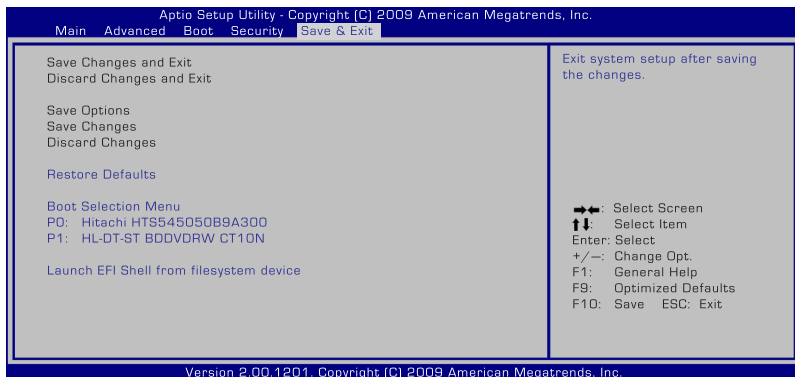 Aptio Setup Utility - Copyright (C) 2009 American Megatrends, Inc.
Main Advanced Boot Security Save & Exit
Save Changes and Exit
Discard Changes and Exit
Save Options
Save Changes
Discard Changes
Restore Defaults
Boot Selection Menu
P0: Hitachi HTS545050B9A300
P1: HL-DT-ST BDDVDRW CT10N
Launch EFI Shell from filesystem device
Exit system setup after saving
the changes.
→←: Select Screen
↑↓: Select Item
Enter: Select
+/—: Change Opt.
F1: General Help
F9: Optimized Defaults
F10: Save ESC: Exit
Version 2.00.1201. Copyright (C) 2009 American Megatrends, Inc.